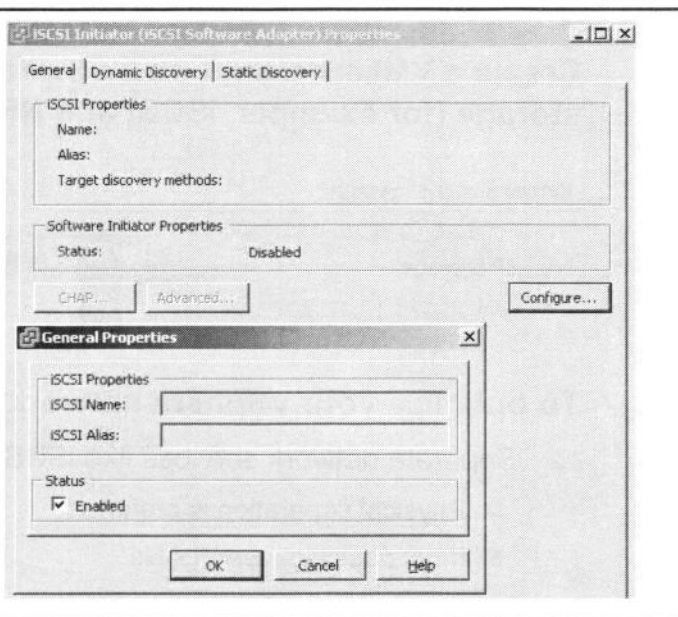 iSCSI Initiator (iSCSI Software Adapter) Properties
General Dynamic Discovery Static Discovery
iSCSI Properties
Name:
Alias:
Target discovery methods:
Software Initiator Properties
Status: Disabled
CHAP... Advanced... Configure...
General Properties
iSCSI Properties
iSCSI Name:
iSCSI Alias:
Status
Enabled
OK Cancel Help